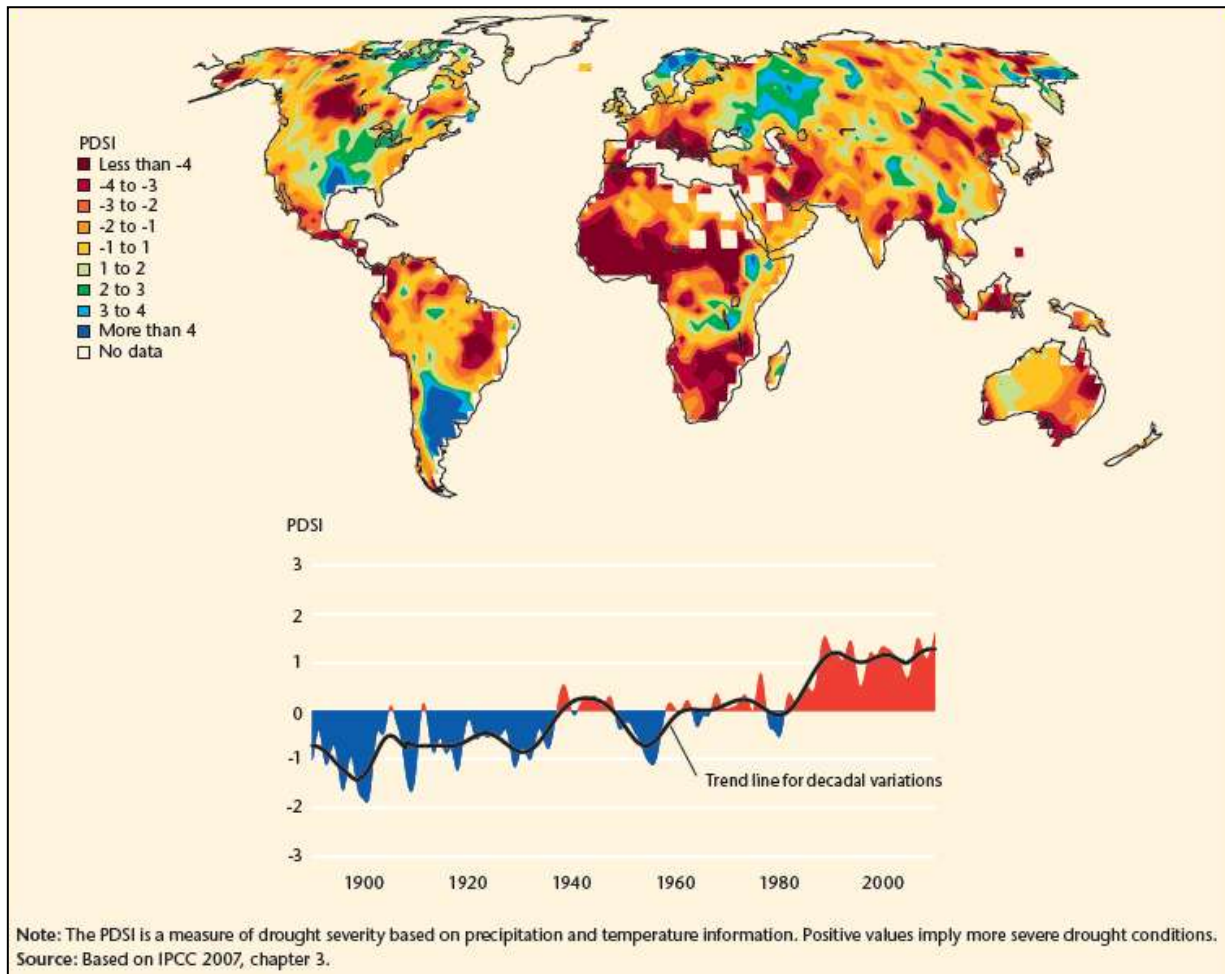 PDSI
Less than -4
-4 to -3
-3 to -2
-2 to -1
-1 to 1
1 to 2
2 to 3
3 to 4
More than 4
No data
PDSI
3
2
1
0
-1
-2
-3
Trend line for decadal variations
1900 1920 1940 1960 1980 2000
Note: The PDSI is a measure of drought severity based on precipitation and temperature information. Positive values imply more severe drought conditions.
Source: Based on IPCC 2007, chapter 3.